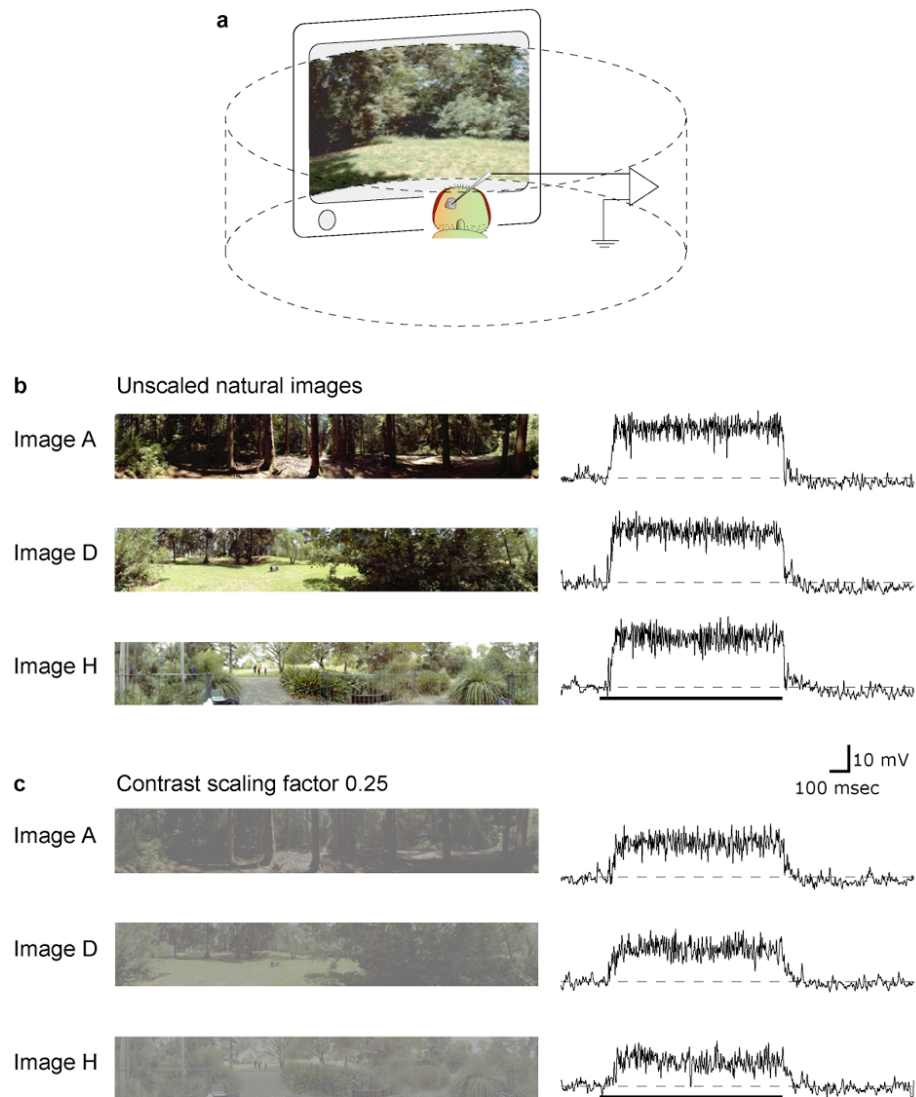 a
b Unscaled natural images
Image A
Image D
Image H
10 mV
100 msec
c Contrast scaling factor 0.25
Image A
Image D
Image H